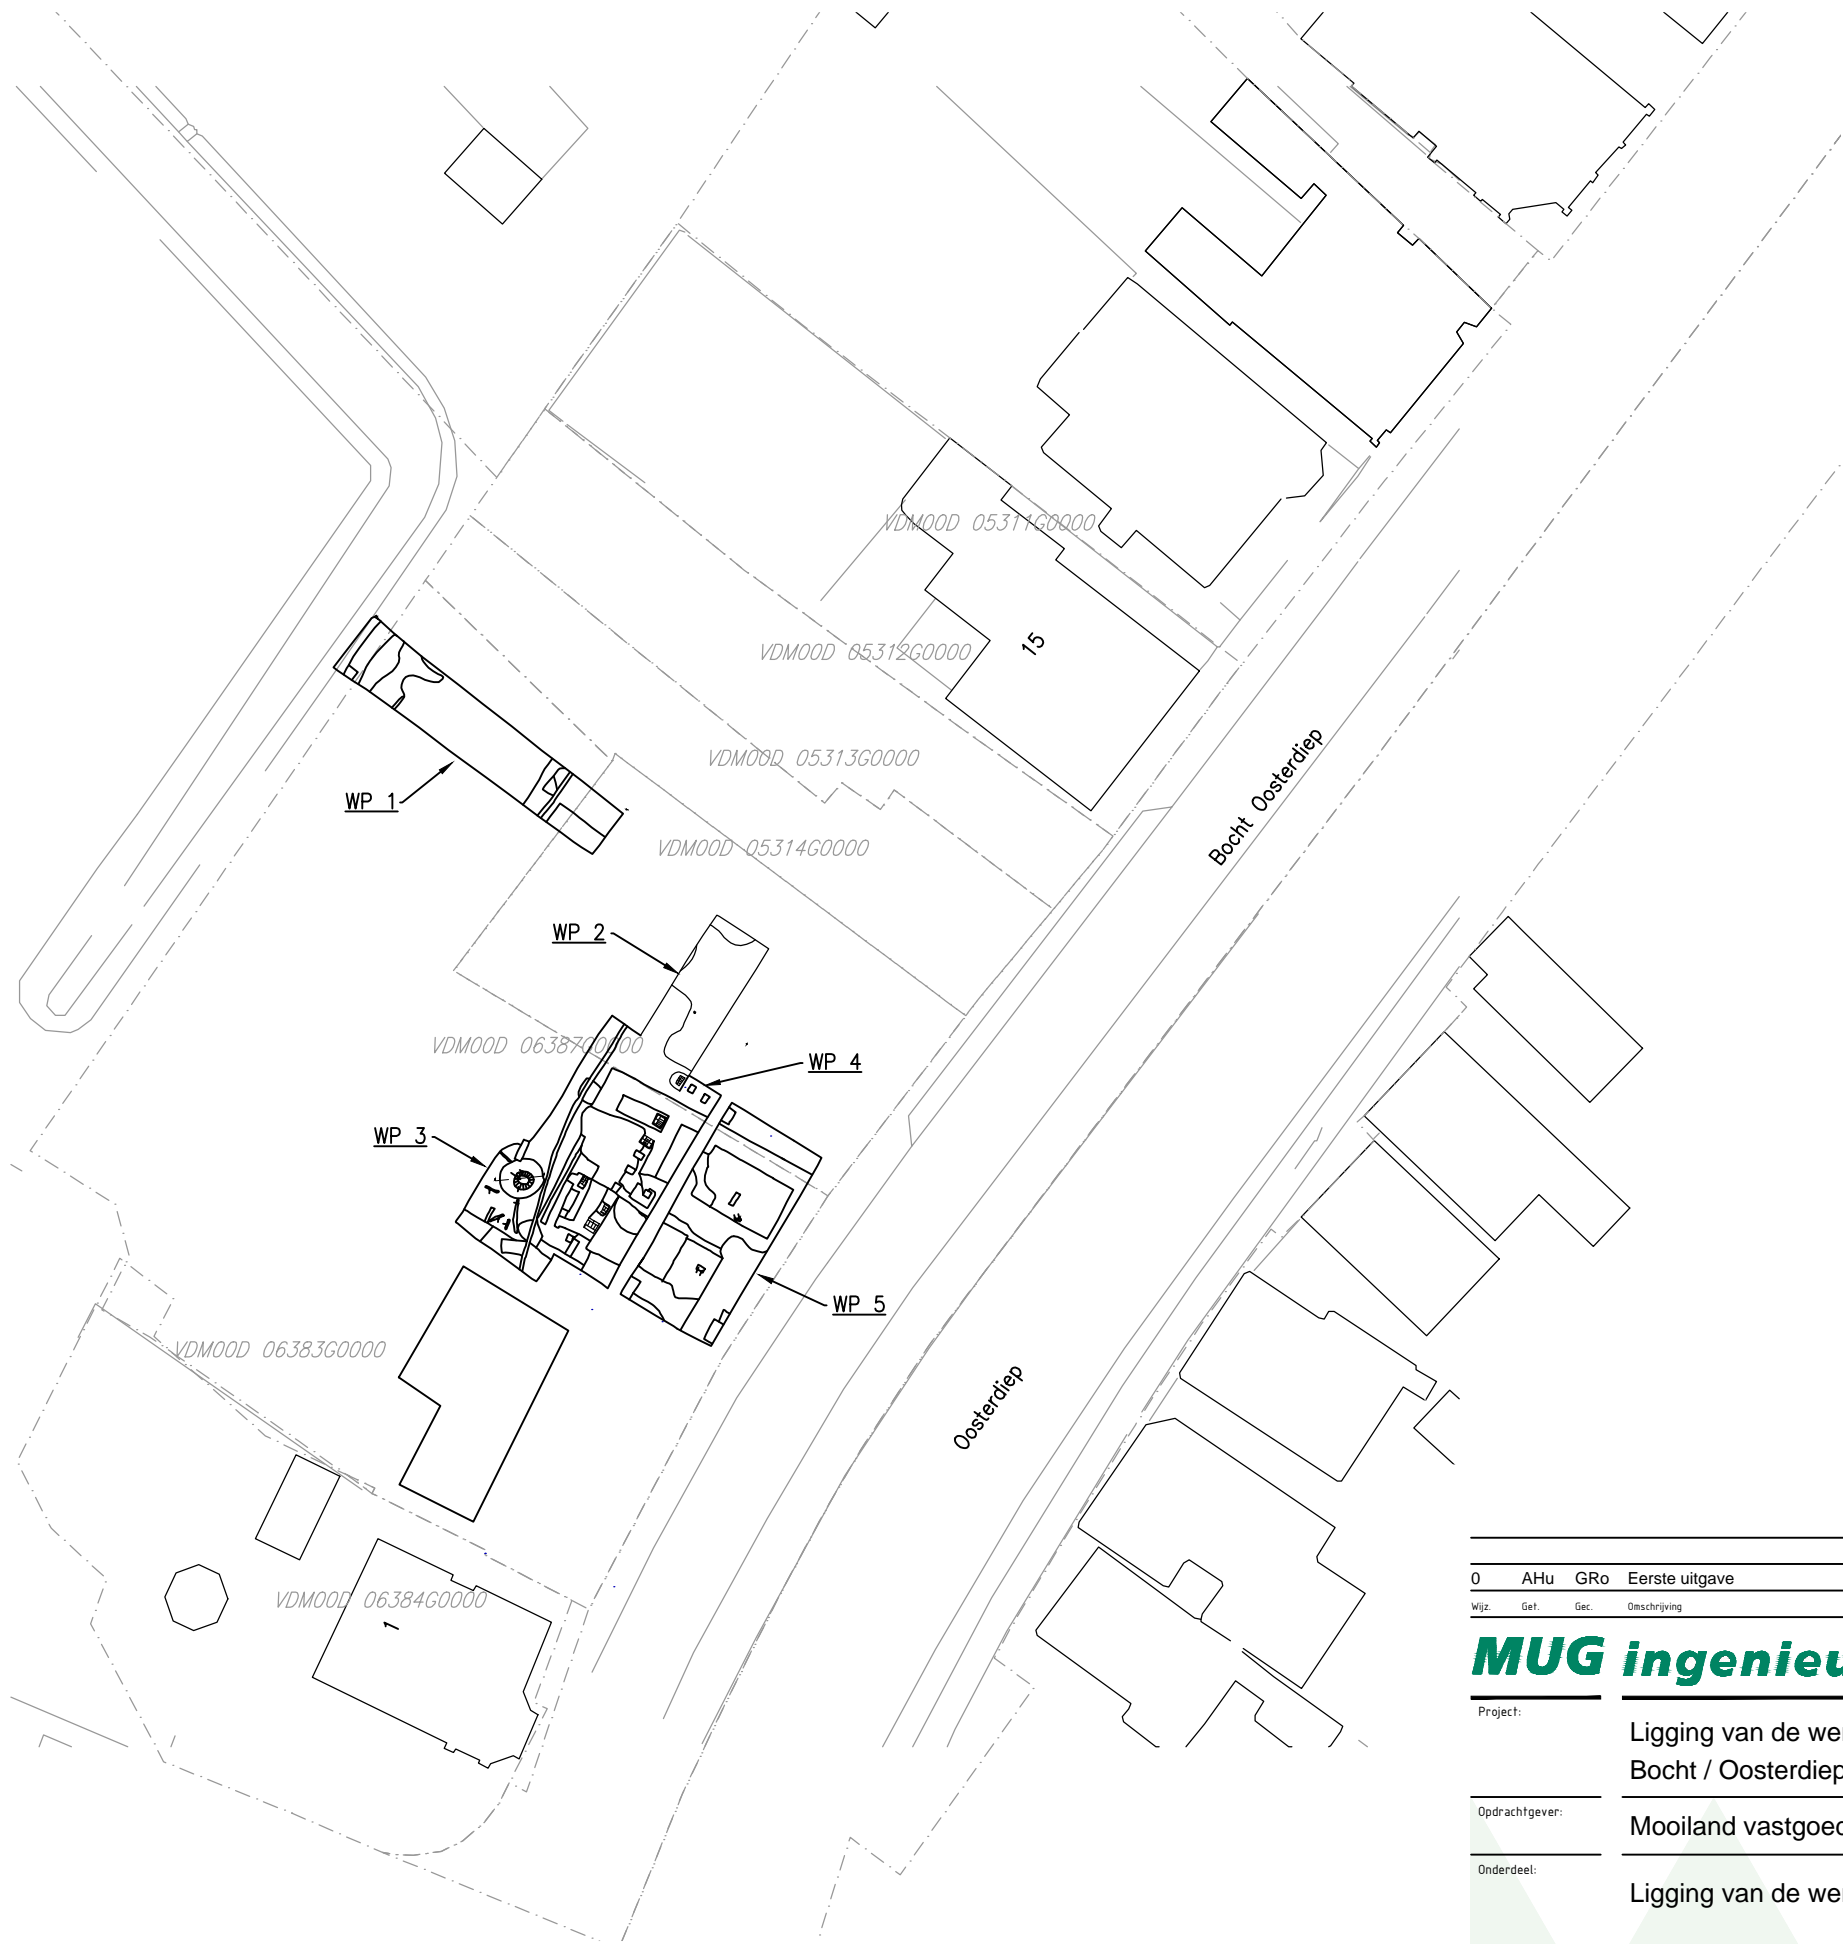 VDM00D 05311G0000
15
VDM00D 05312G0000
VDM00D 05313G0000
Bocht Oosterdiep
WP 1
VDM00D 05314G0000
WP 2
VDM00D 06387G0000
WP 4
WP 3
WP 5
VDM00D 06383G0000
Oosterdiep
VDM00D 06384G0000
1
0 AHu GRo Eerste uitgave
Wijz. Get. Gec. Omschrijving
MUG ingenieu
Project:
Ligging van de we
Bocht / Oosterdiep
Opdrachtgever:
Mooiland vastgoed
Onderdeel:
Ligging van de we